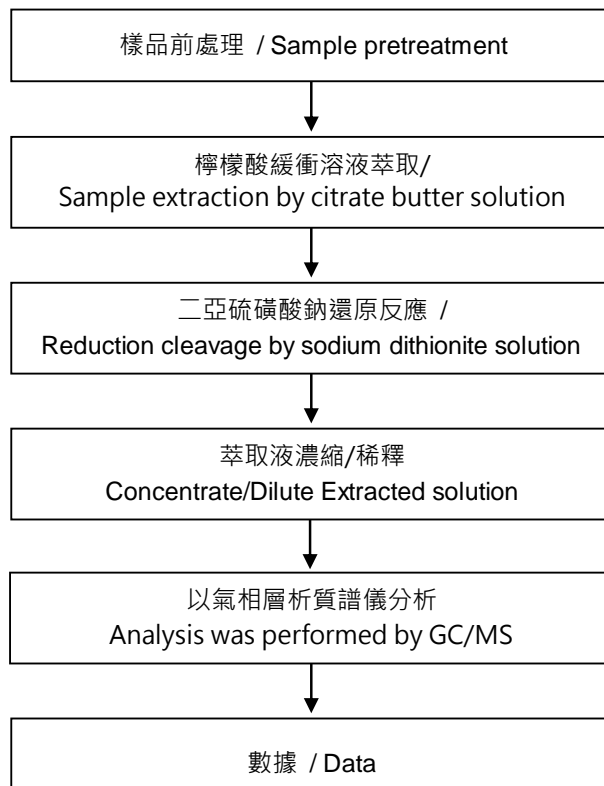 樣品前處理 / Sample pretreatment
檸檬酸緩衝溶液萃取/
Sample extraction by citrate butter solution
二亞硫磺酸鈉還原反應 /
Reduction cleavage by sodium dithionite solution
萃取液濃縮/稀釋
Concentrate/Dilute Extracted solution
以氣相層析質譜儀分析
Analysis was performed by GC/MS
數據 / Data